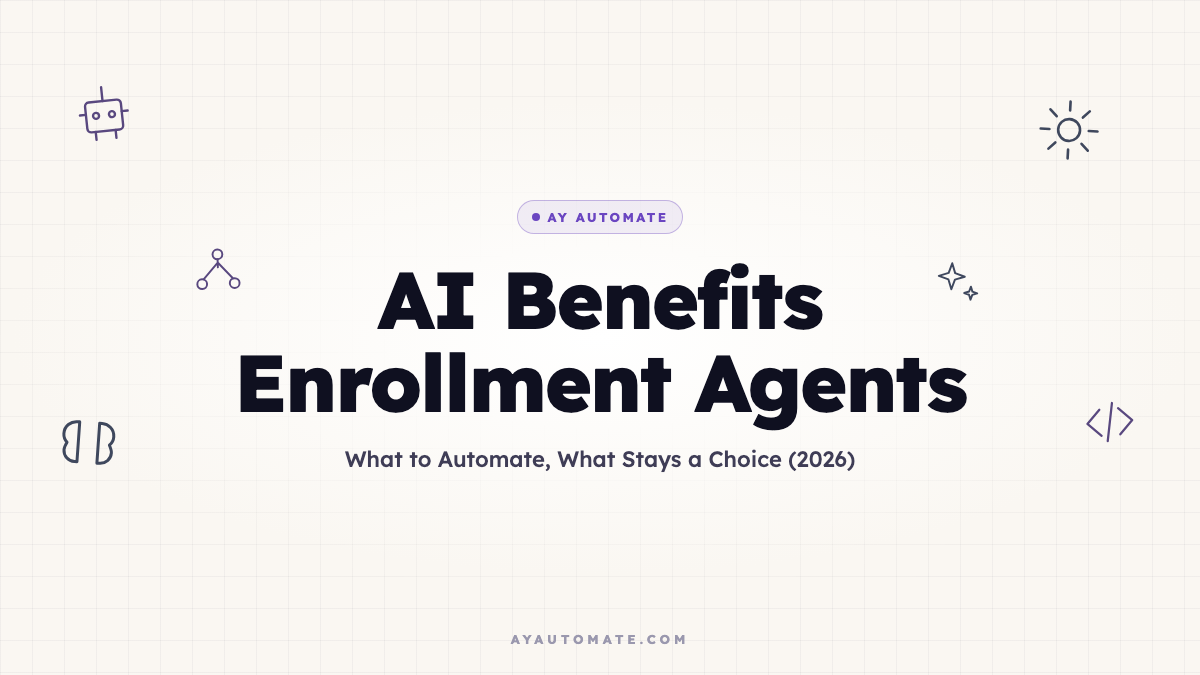 AY AUTOMATE
AI Benefits
Enrollment Agents
What to Automate, What Stays a Choice (2026)
AYAUTOMATE.COM